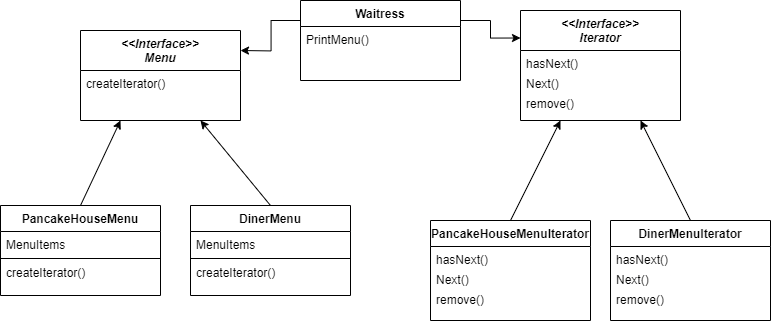 Waitress
PrintMenu()
<<Interface>>
Menu
createIterator()
<<Interface>>
Iterator
hasNext()
Next()
remove()
PancakeHouseMenu
MenuItems
createIterator()
DinerMenu
MenuItems
createIterator()
PancakeHouseMenuIterator
hasNext()
Next()
remove()
DinerMenuIterator
hasNext()
Next()
remove()